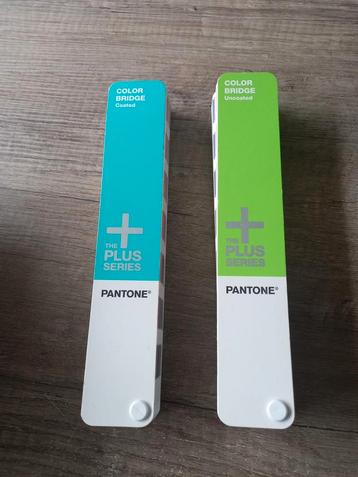 COLOR
BRIDGE
Coated
THE
PLUS
SERIES
PANTONE®
COLOR
BRIDGE
Uncoated
THE
PLUS
SERIES
PANTONE®